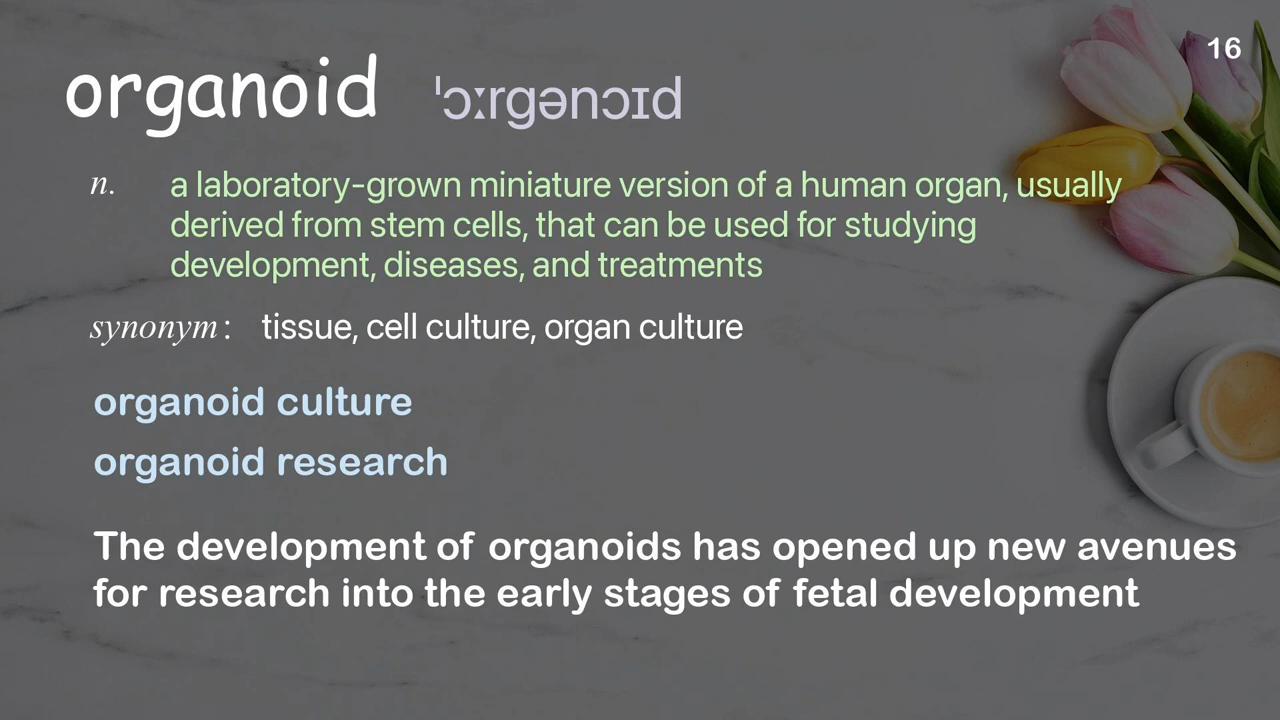 16
organoid ˈɔːrgənɔɪd
n. a laboratory-grown miniature version of a human organ, usually
derived from stem cells, that can be used for studying
development, diseases, and treatments
synonym: tissue, cell culture, organ culture
organoid culture
organoid research
The development of organoids has opened up new avenues
for research into the early stages of fetal development